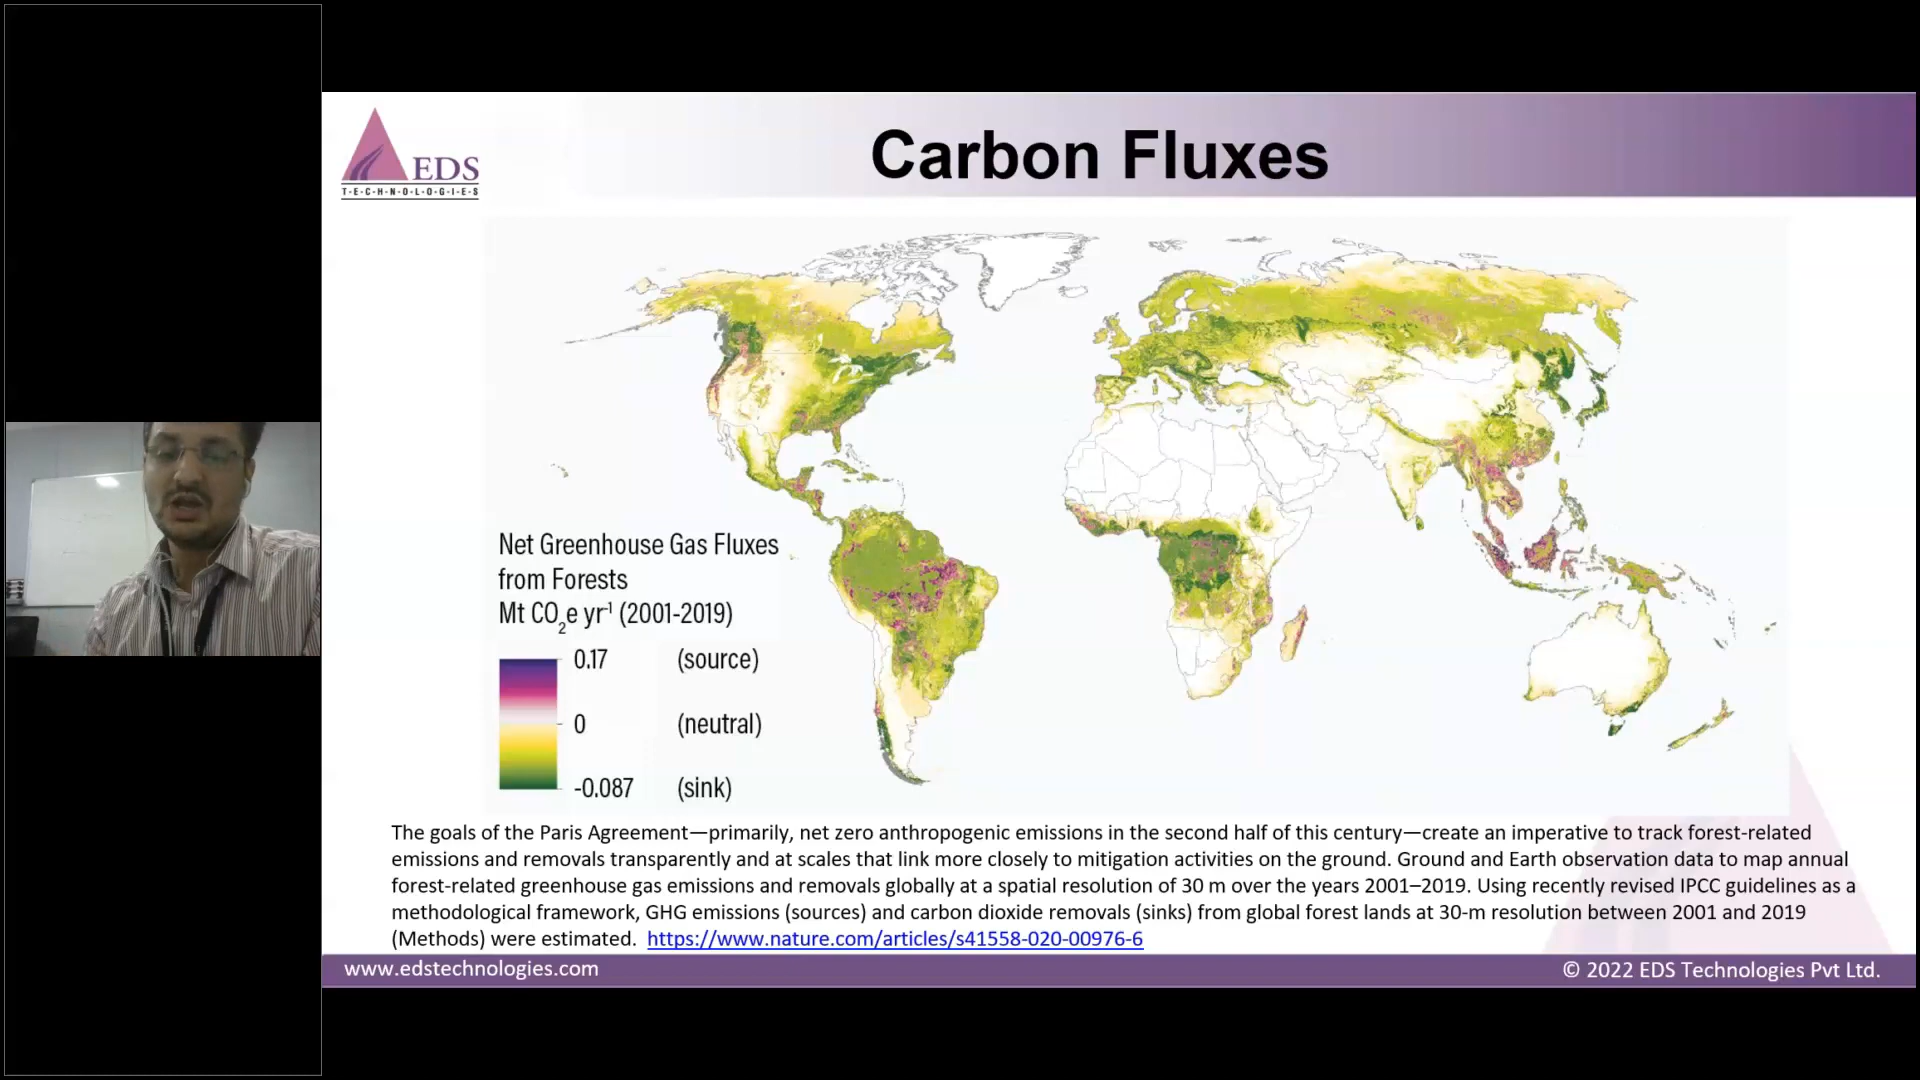 EDS
T·E·C·H·N·O·L·O·G·I·E·S
Carbon Fluxes
Net Greenhouse Gas Fluxes
from Forests
Mt CO₂e yr⁻¹ (2001-2019)
0.17 (source)
0 (neutral)
-0.087 (sink)
The goals of the Paris Agreement—primarily, net zero anthropogenic emissions in the second half of this century—create an imperative to track forest-related
emissions and removals transparently and at scales that link more closely to mitigation activities on the ground. Ground and Earth observation data to map annual
forest-related greenhouse gas emissions and removals globally at a spatial resolution of 30 m over the years 2001–2019. Using recently revised IPCC guidelines as a
methodological framework, GHG emissions (sources) and carbon dioxide removals (sinks) from global forest lands at 30-m resolution between 2001 and 2019
(Methods) were estimated. https://www.nature.com/articles/s41558-020-00976-6
www.edstechnologies.com
© 2022 EDS Technologies Pvt Ltd.